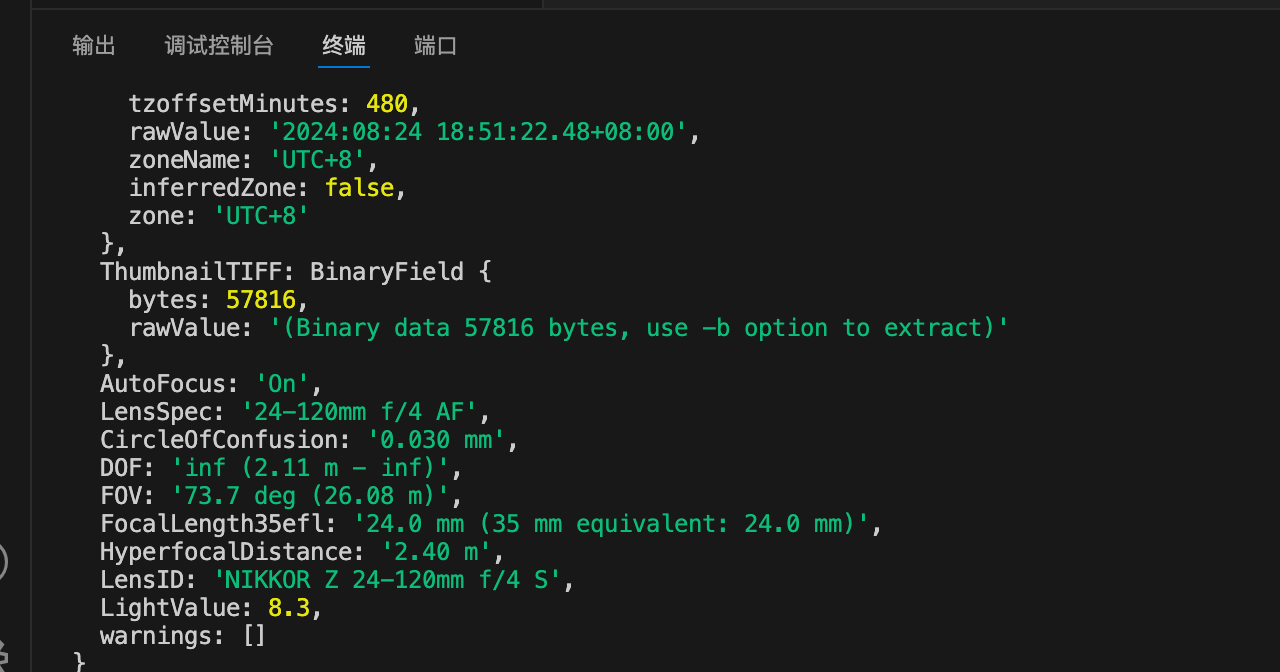 输出 调试控制台 终端 端口
tzoffsetMinutes: 480,
rawValue: '2024:08:24 18:51:22.48+08:00',
zoneName: 'UTC+8',
inferredZone: false,
zone: 'UTC+8'
},
ThumbnailTIFF: BinaryField {
bytes: 57816,
rawValue: '(Binary data 57816 bytes, use -b option to extract)'
},
AutoFocus: 'On',
LensSpec: '24-120mm f/4 AF',
CircleOfConfusion: '0.030 mm',
DOF: 'inf (2.11 m - inf)',
FOV: '73.7 deg (26.08 m)',
FocalLength35efl: '24.0 mm (35 mm equivalent: 24.0 mm)',
HyperfocalDistance: '2.40 m',
LensID: 'NIKKOR Z 24-120mm f/4 S',
LightValue: 8.3,
warnings: []
}